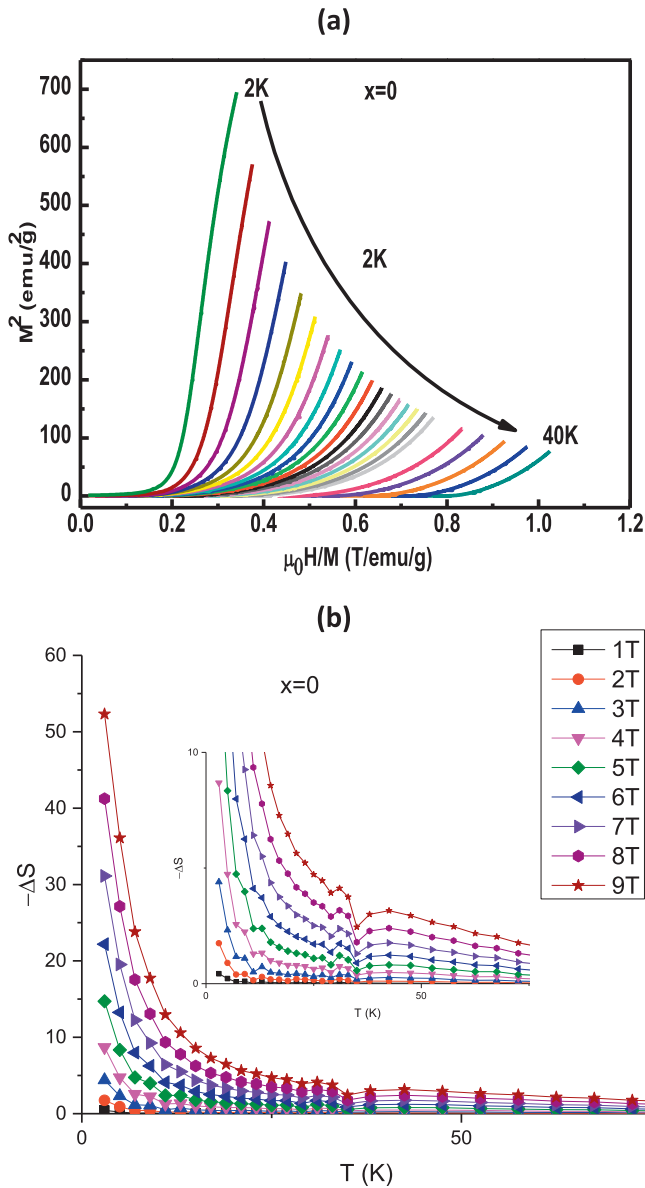 (a)
700
600
500
400
300
200
100
0
M² (emu/g)²
2K
x=0
2K
40K
0.0 0.2 0.4 0.6 0.8 1.0 1.2
μ₀H/M (T/emu/g)
(b)
60
50
40
30
20
10
0
−ΔS
x=0
10
5
0
−ΔS
0 50
T (K)
1T
2T
3T
4T
5T
6T
7T
8T
9T
0 50
T (K)